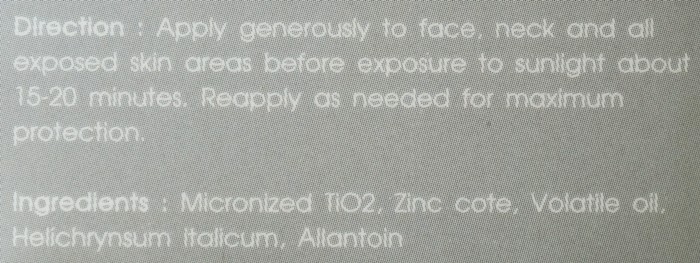 Direction : Apply generously to face, neck and all
exposed skin areas before exposure to sunlight about
15-20 minutes. Reapply as needed for maximum
protection.
Ingredients : Micronized TiO2, Zinc cote, Volatile oil,
Helichrynsum italicum, Allantoin